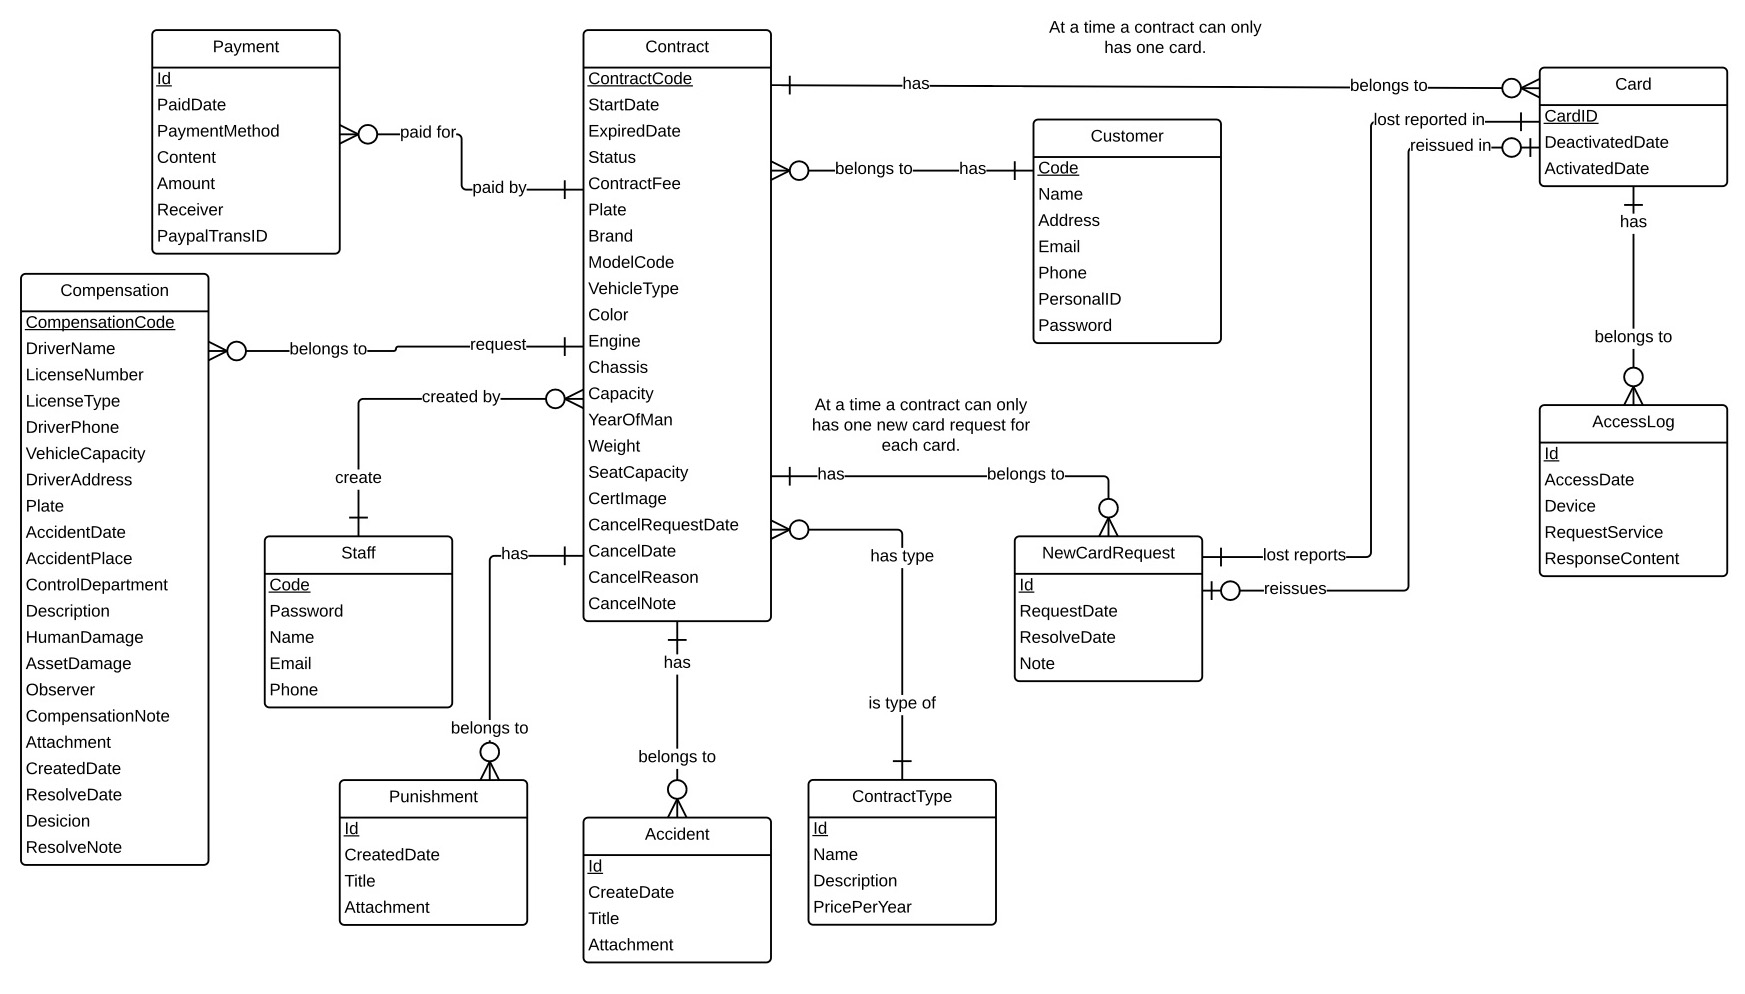 Payment
Id
PaidDate
PaymentMethod
Content
Amount
Receiver
PaypalTransID
paid for
paid by
Contract
ContractCode
StartDate
ExpiredDate
Status
ContractFee
Plate
Brand
ModelCode
VehicleType
Color
Engine
Chassis
Capacity
YearOfMan
Weight
SeatCapacity
CertImage
CancelRequestDate
CancelDate
CancelReason
CancelNote
At a time a contract can only
has one card.
has
belongs to
Card
CardID
DeactivatedDate
ActivatedDate
lost reported in
reissued in
belongs to
has
Customer
Code
Name
Address
Email
Phone
PersonalID
Password
has
belongs to
AccessLog
Id
AccessDate
Device
RequestService
ResponseContent
Compensation
CompensationCode
DriverName
LicenseNumber
LicenseType
DriverPhone
VehicleCapacity
DriverAddress
Plate
AccidentDate
AccidentPlace
ControlDepartment
Description
HumanDamage
AssetDamage
Observer
CompensationNote
Attachment
CreatedDate
ResolveDate
Desicion
ResolveNote
belongs to
request
created by
create
Staff
Code
Password
Name
Email
Phone
At a time a contract can only
has one new card request for
each card.
has
belongs to
NewCardRequest
Id
RequestDate
ResolveDate
Note
lost reports
reissues
has
belongs to
Punishment
Id
CreatedDate
Title
Attachment
has
belongs to
Accident
Id
CreateDate
Title
Attachment
has type
is type of
ContractType
Id
Name
Description
PricePerYear